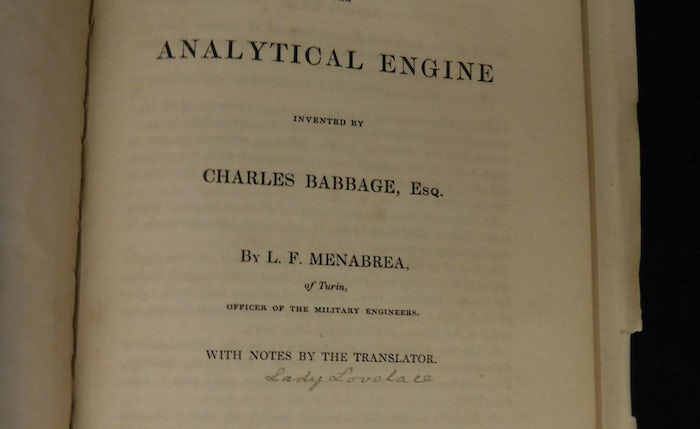 ANALYTICAL ENGINE
INVENTED BY
CHARLES BABBAGE, ESQ.
BY L. F. MENABREA,
of Turin,
OFFICER OF THE MILITARY ENGINEERS.
WITH NOTES BY THE TRANSLATOR.
Lady Lovelace